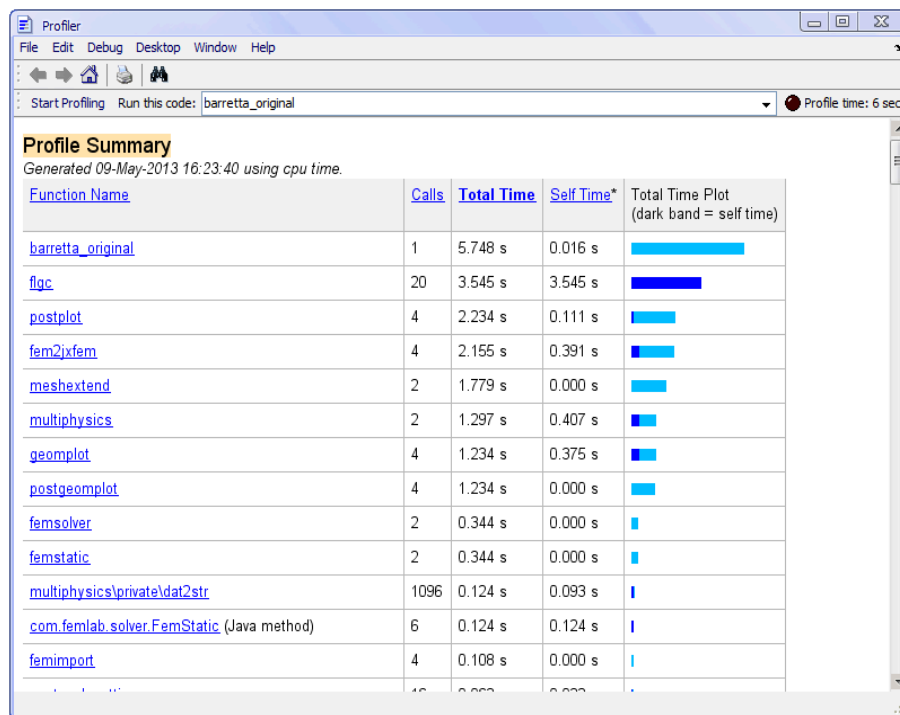 Profiler
File Edit Debug Desktop Window Help
Start Profiling Run this code: barretta_original Profile time: 6 sec
Profile Summary
Generated 09-May-2013 16:23:40 using cpu time.
Function Name Calls Total Time Self Time* Total Time Plot
(dark band = self time)
barretta_original 1 5.748 s 0.016 s
flgc 20 3.545 s 3.545 s
postplot 4 2.234 s 0.111 s
fem2jxfem 4 2.155 s 0.391 s
meshextend 2 1.779 s 0.000 s
multiphysics 2 1.297 s 0.407 s
geomplot 4 1.234 s 0.375 s
postgeomplot 4 1.234 s 0.000 s
femsolver 2 0.344 s 0.000 s
femstatic 2 0.344 s 0.000 s
multiphysics\private\dat2str 1096 0.124 s 0.093 s
com.femlab.solver.FemStatic (Java method) 6 0.124 s 0.124 s
femimport 4 0.108 s 0.000 s